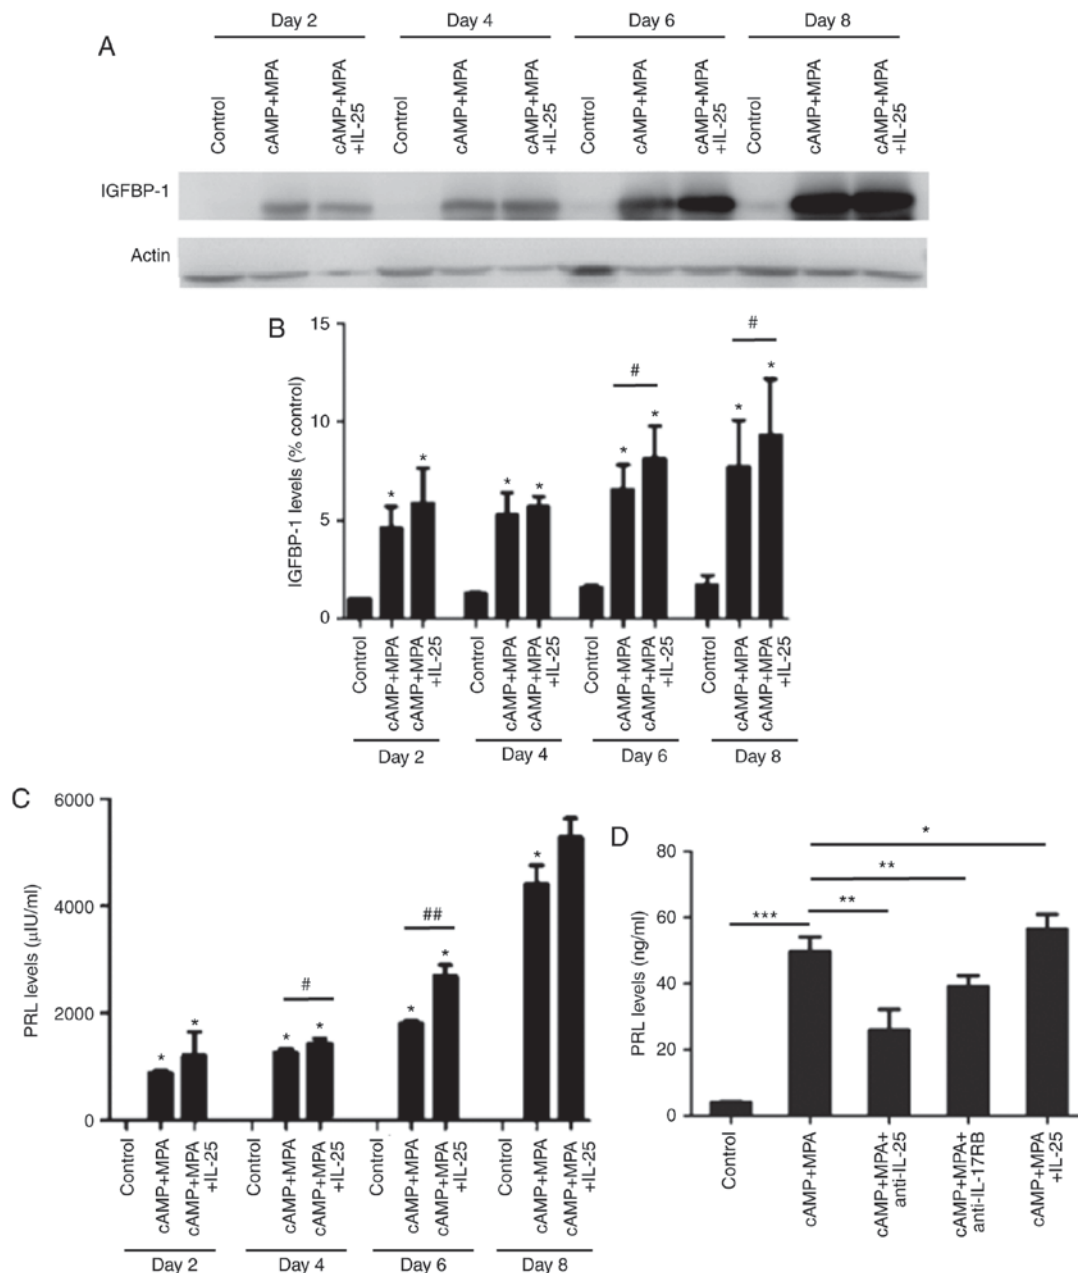 A
Day 2
Day 4
Day 6
Day 8
Control
cAMP+MPA
cAMP+MPA
+IL-25
Control
cAMP+MPA
cAMP+MPA
+IL-25
Control
cAMP+MPA
cAMP+MPA
+IL-25
Control
cAMP+MPA
cAMP+MPA
+IL-25
IGFBP-1
Actin
B
IGFBP-1 levels (% control)
15
10
5
0
* * * * # * * # * *
Control
cAMP+MPA
cAMP+MPA
+IL-25
Control
cAMP+MPA
cAMP+MPA
+IL-25
Control
cAMP+MPA
cAMP+MPA
+IL-25
Control
cAMP+MPA
cAMP+MPA
+IL-25
Day 2
Day 4
Day 6
Day 8
C
PRL levels (µIU/ml)
6000
4000
2000
0
* * # * * ## * * *
Control
cAMP+MPA
cAMP+MPA
+IL-25
Control
cAMP+MPA
cAMP+MPA
+IL-25
Control
cAMP+MPA
cAMP+MPA
+IL-25
Control
cAMP+MPA
cAMP+MPA
+IL-25
Day 2
Day 4
Day 6
Day 8
D
PRL levels (ng/ml)
80
60
40
20
0
*
**
**
***
Control
cAMP+MPA
cAMP+MPA+
anti-IL-25
cAMP+MPA+
anti-IL-17RB
cAMP+MPA
+IL-25